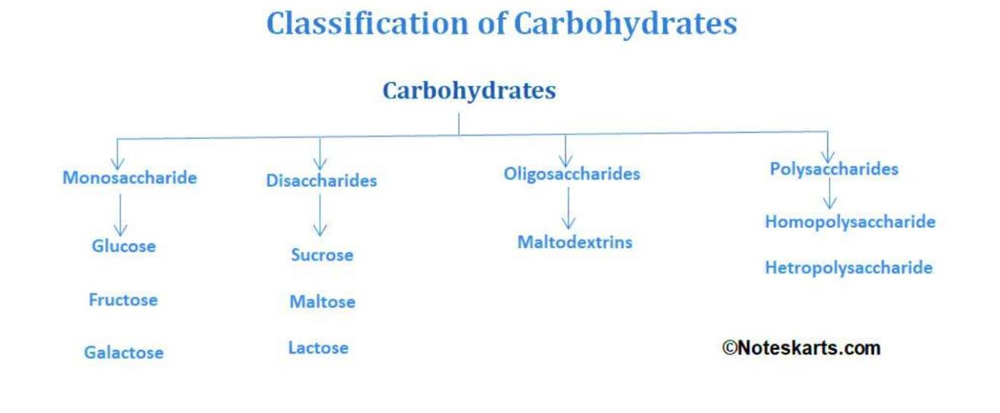 Classification of Carbohydrates
Carbohydrates
Monosaccharide
Disaccharides
Oligosaccharides
Polysaccharides
Glucose
Fructose
Galactose
Sucrose
Maltose
Lactose
Maltodextrins
Homopolysaccharide
Hetropolysaccharide
©Noteskarts.com